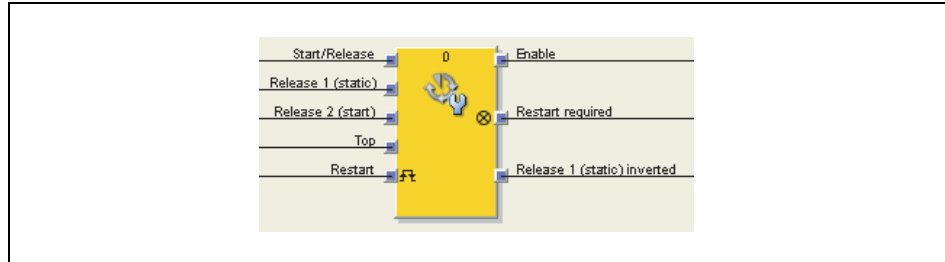 Start/Release
0
Enable
Release 1 (static)
Release 2 (start)
Restart required
Top
Restart
Release 1 (static) inverted